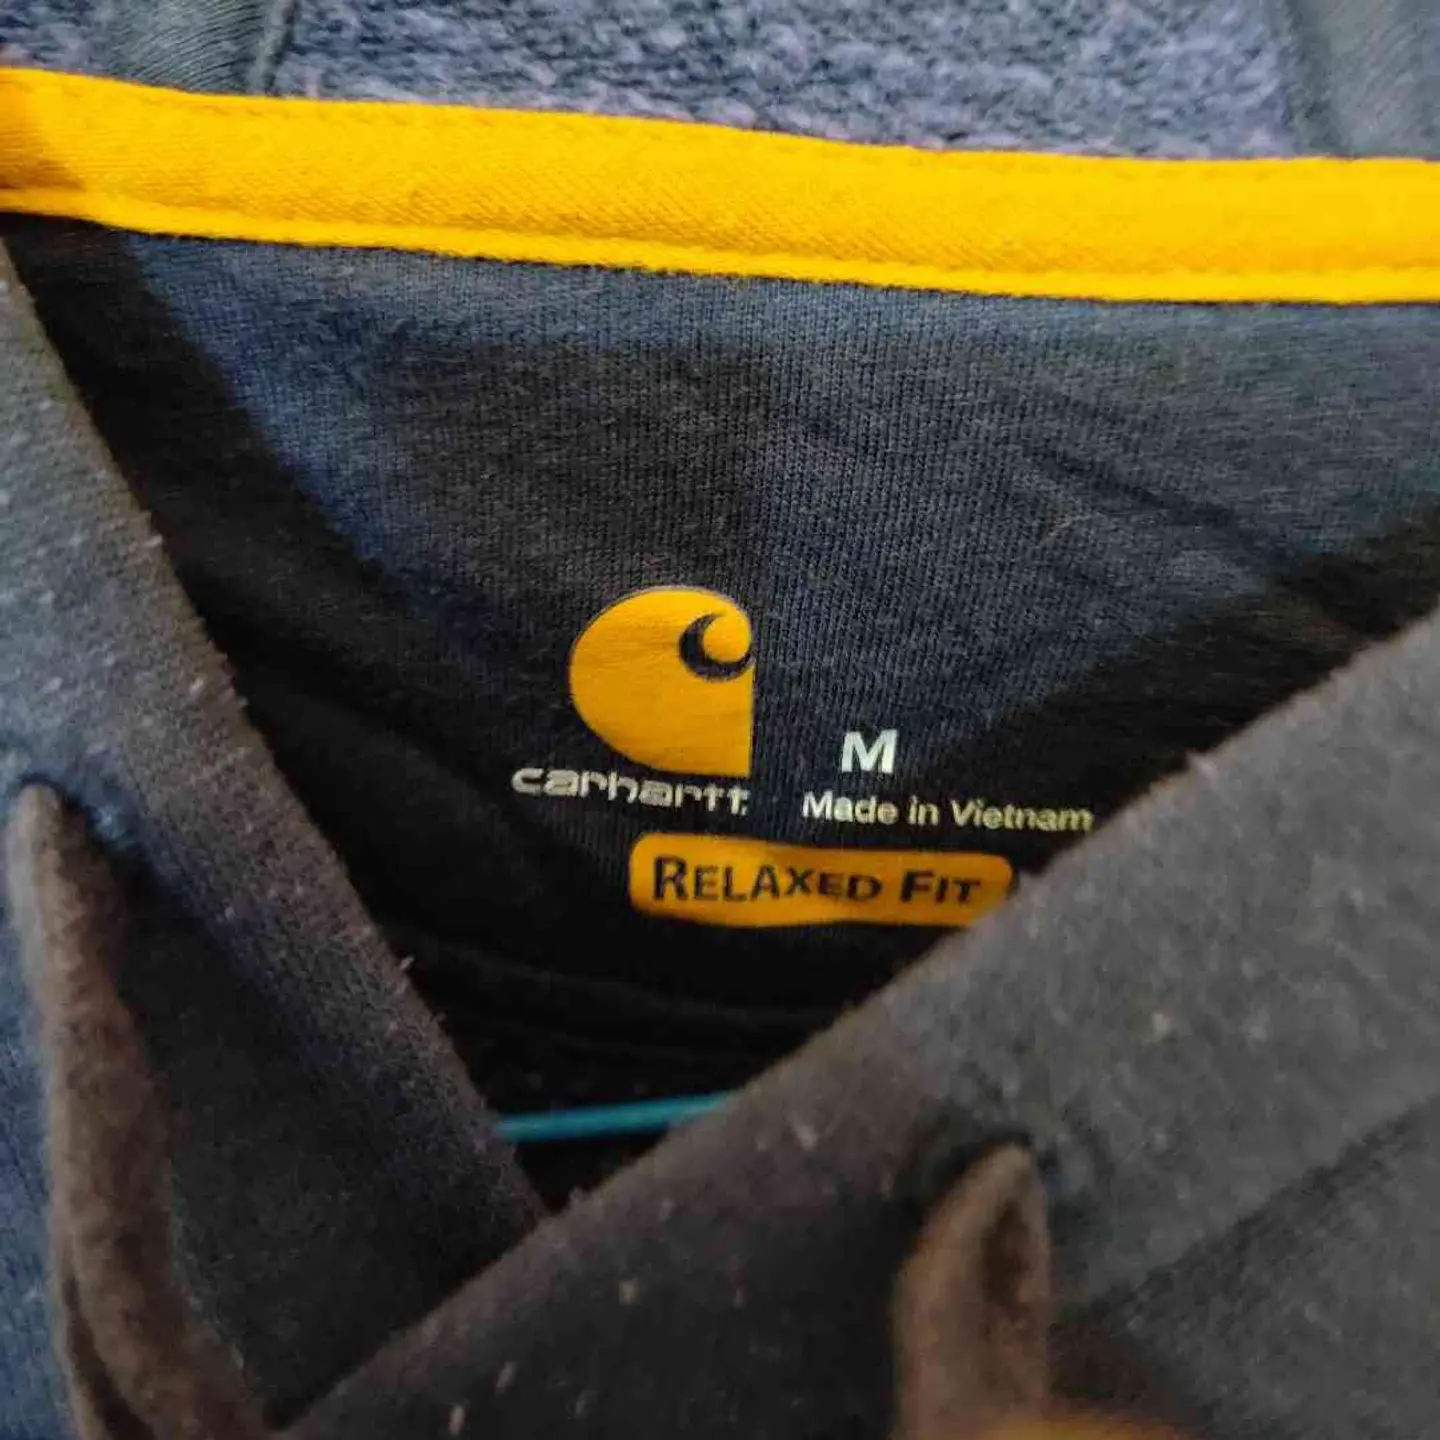 carhartt
M
Made in Vietnam
RELAXED FIT